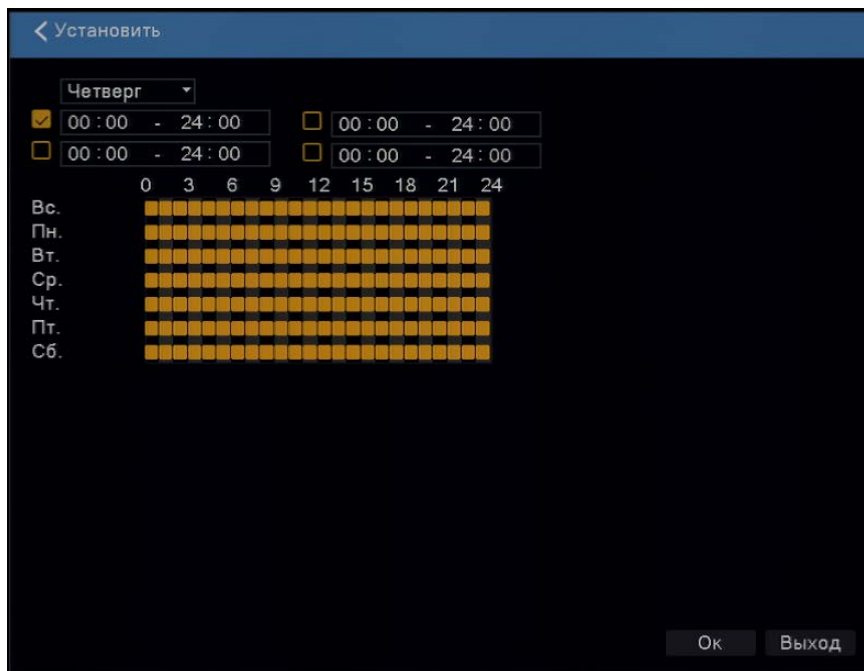 Установить
Четверг
00:00 - 24:00 00:00 - 24:00
00:00 - 24:00 00:00 - 24:00
0 3 6 9 12 15 18 21 24
Вс.
Пн.
Вт.
Ср.
Чт.
Пт.
Сб.
Ок Выход